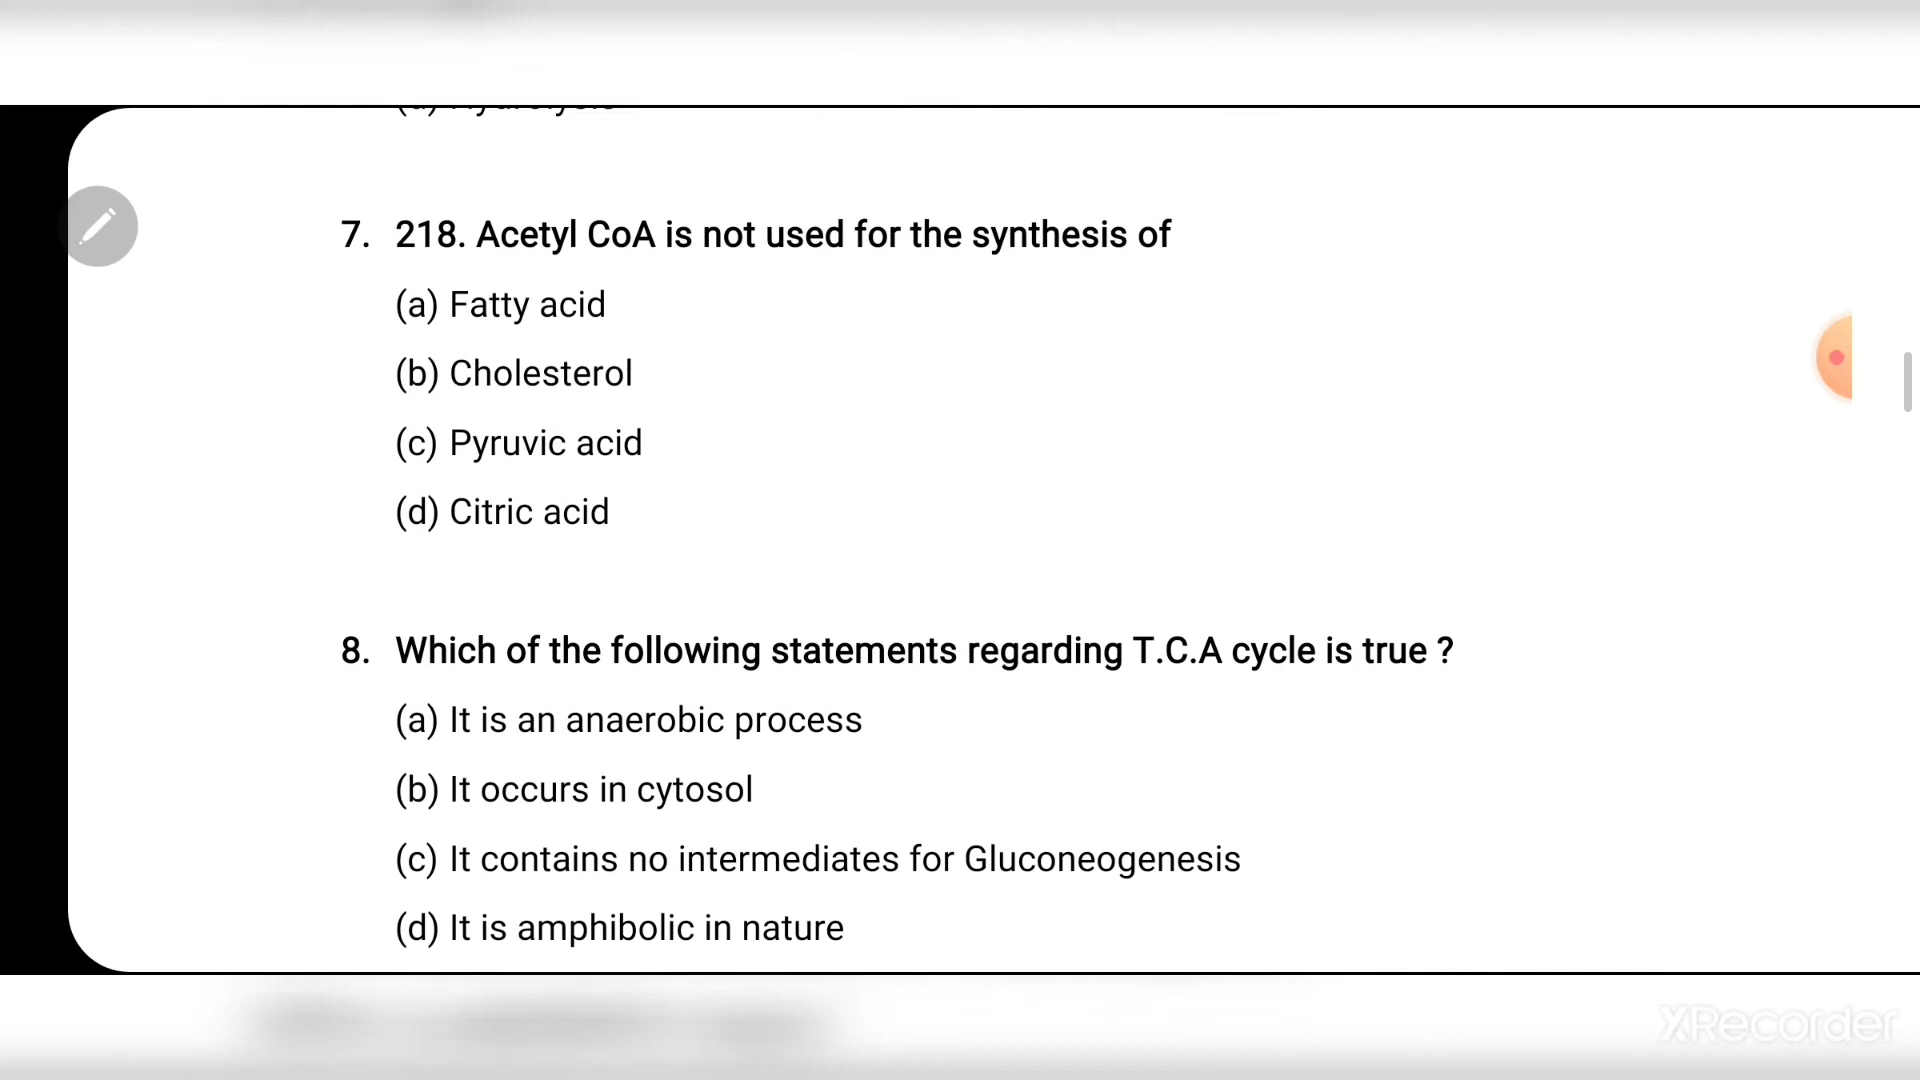 7. 218. Acetyl CoA is not used for the synthesis of
(a) Fatty acid
(b) Cholesterol
(c) Pyruvic acid
(d) Citric acid
8. Which of the following statements regarding T.C.A cycle is true ?
(a) It is an anaerobic process
(b) It occurs in cytosol
(c) It contains no intermediates for Gluconeogenesis
(d) It is amphibolic in nature
XRecorder